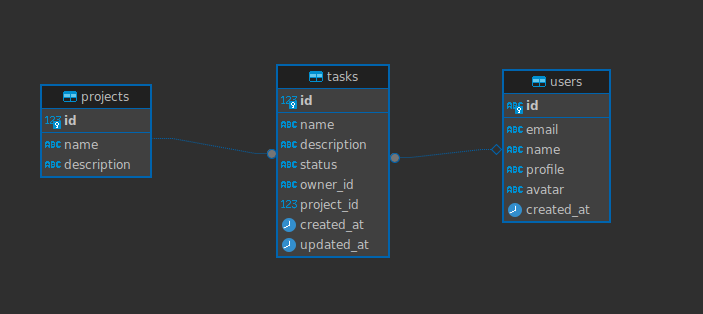 projects
123 id
ABC name
ABC description
tasks
123 id
ABC name
ABC description
ABC status
ABC owner_id
123 project_id
created_at
updated_at
users
ABC id
ABC email
ABC name
ABC profile
ABC avatar
created_at